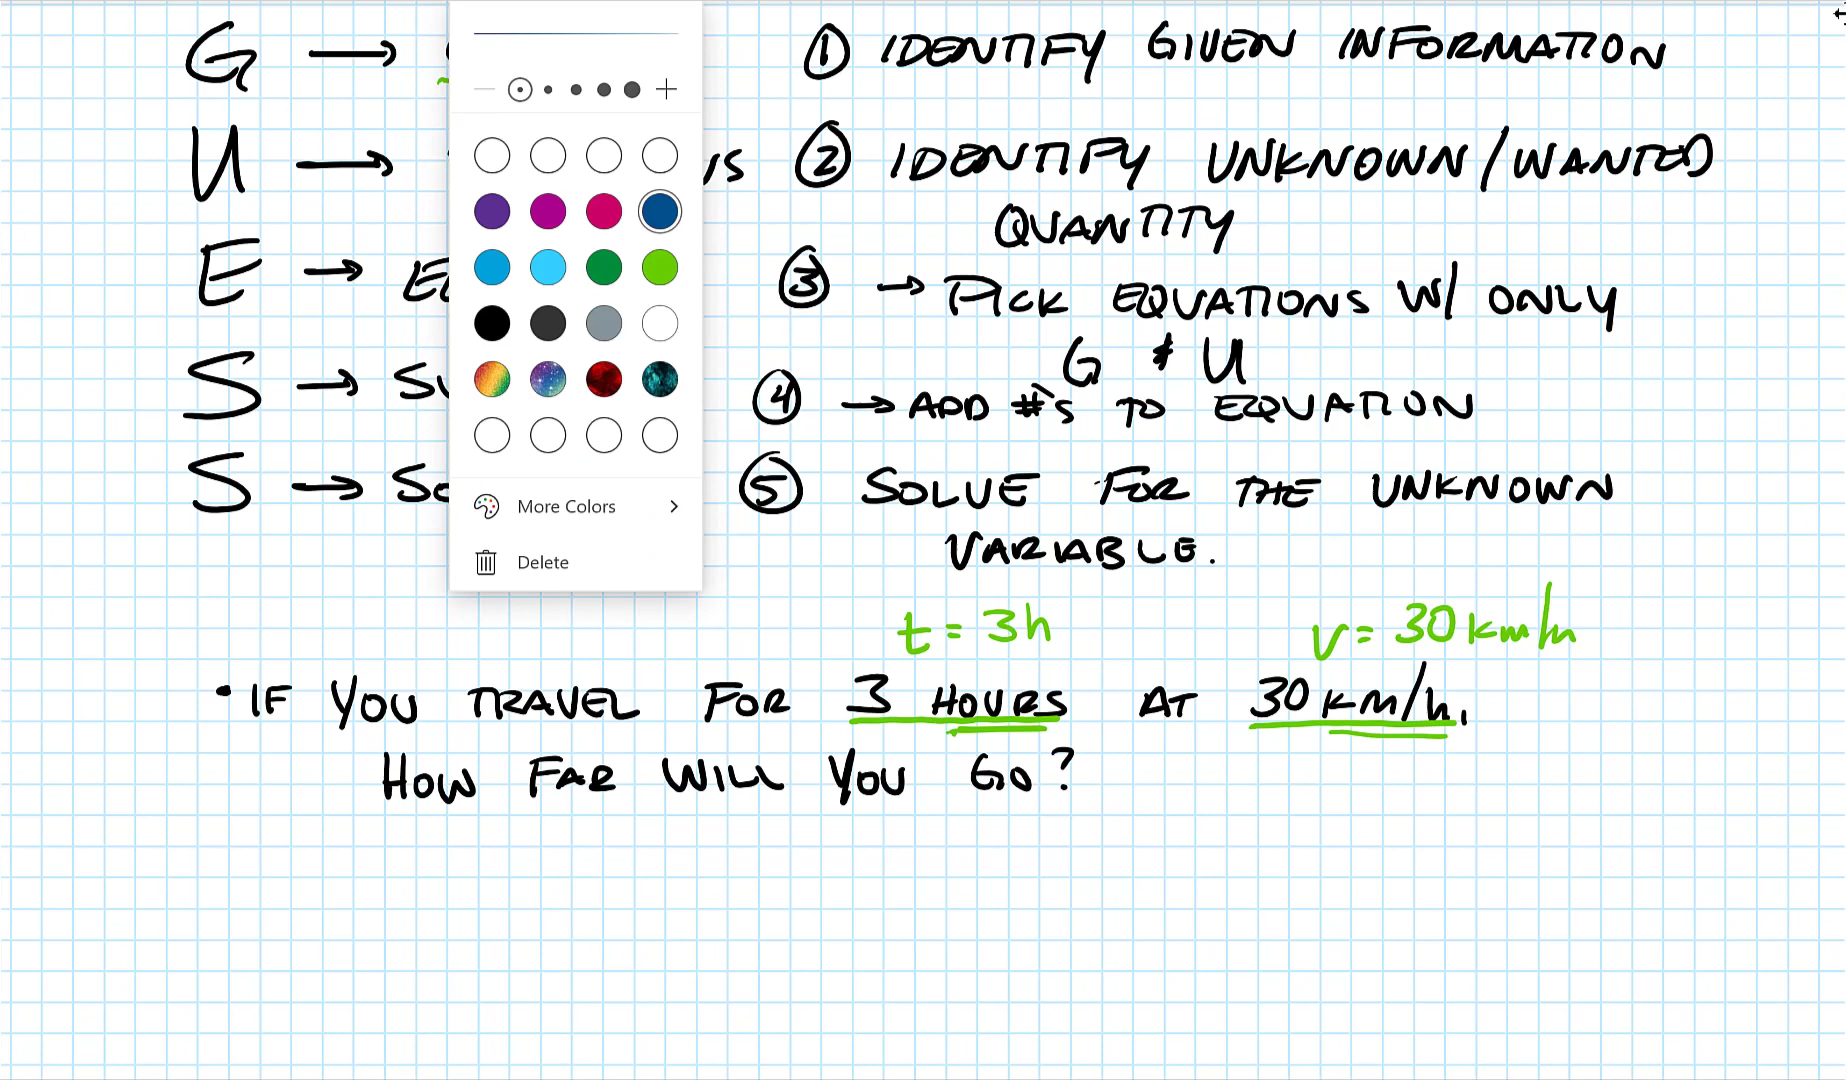 G → ① IDENTIFY GIVEN INFORMATION
U → ② IDENTIFY UNKNOWN/WANTED
QUANTITY
E → ③ → PICK EQUATIONS W/ ONLY
G & U
S → ④ → ADD #'s TO EQUATION
S → ⑤ SOLVE FOR THE UNKNOWN
VARIABLE.
More Colors
Delete
t = 3h v = 30 km/h
• IF YOU TRAVEL FOR 3 HOURS AT 30 KM/h,
HOW FAR WILL YOU GO?